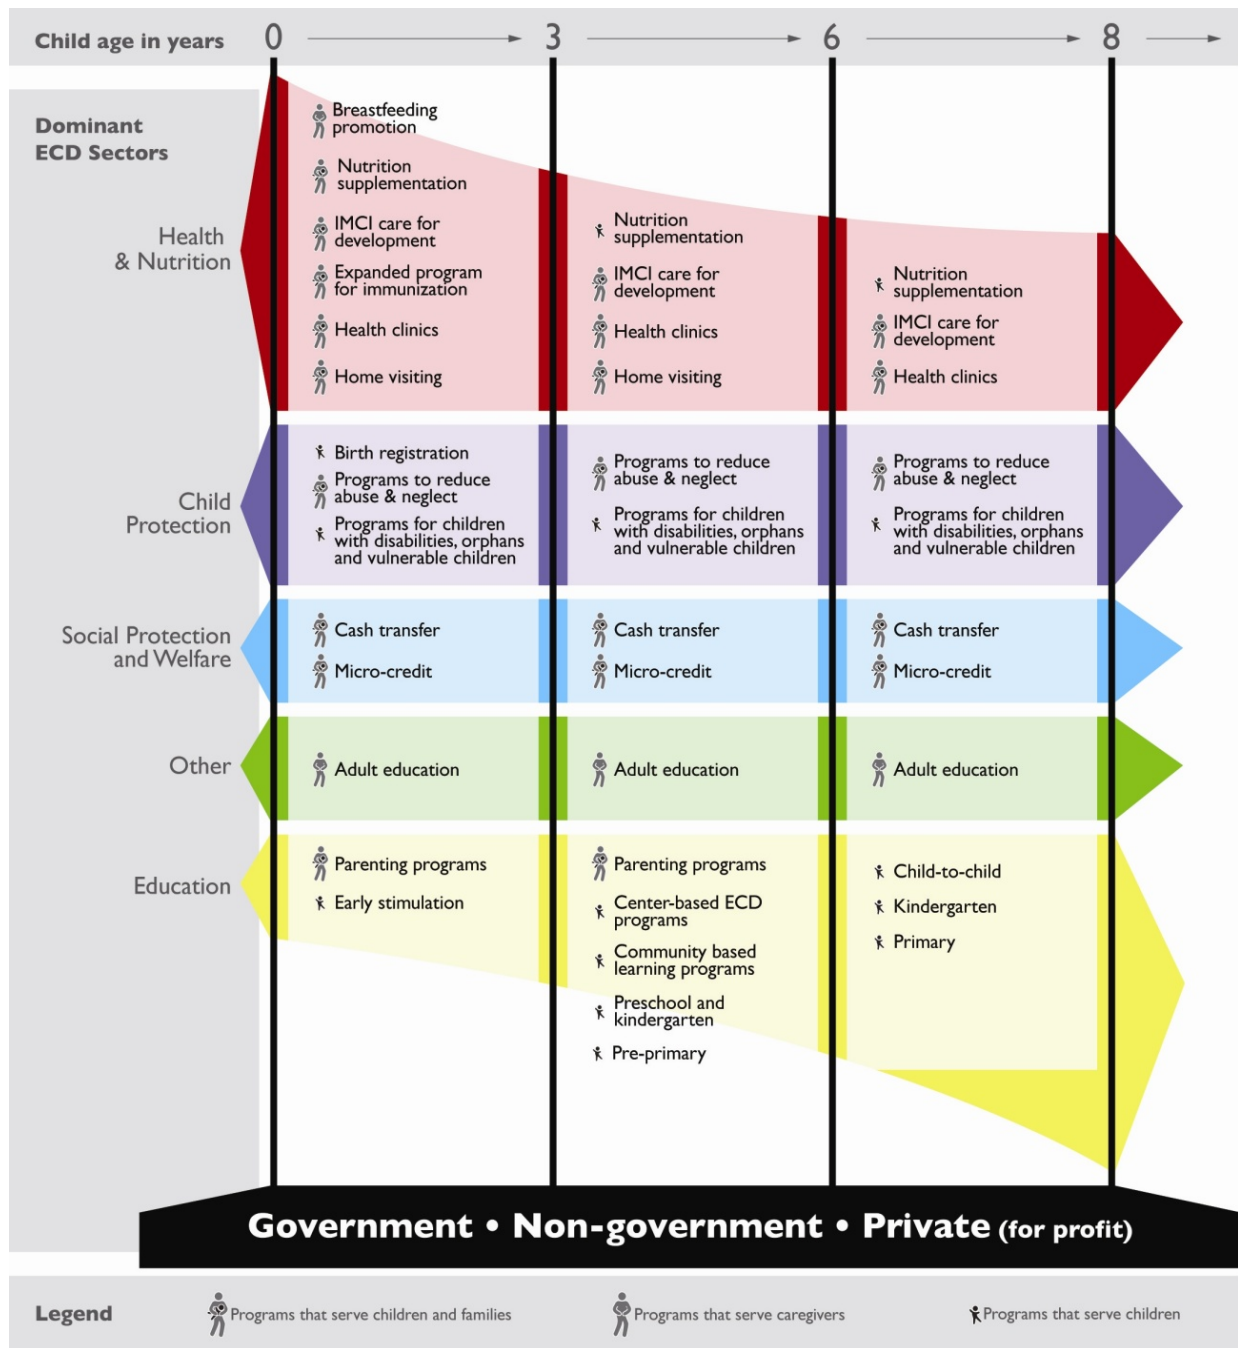 Child age in years 0 3 6 8
Dominant
ECD Sectors
Health
& Nutrition
Breastfeeding
promotion
Nutrition
supplementation
IMCI care for
development
Expanded program
for immunization
Health clinics
Home visiting
Nutrition
supplementation
IMCI care for
development
Health clinics
Home visiting
Nutrition
supplementation
IMCI care for
development
Health clinics
Child
Protection
Birth registration
Programs to reduce
abuse & neglect
Programs for children
with disabilities, orphans
and vulnerable children
Programs to reduce
abuse & neglect
Programs for children
with disabilities, orphans
and vulnerable children
Programs to reduce
abuse & neglect
Programs for children
with disabilities, orphans
and vulnerable children
Social Protection
and Welfare
Cash transfer
Micro-credit
Cash transfer
Micro-credit
Cash transfer
Micro-credit
Other
Adult education
Adult education
Adult education
Education
Parenting programs
Early stimulation
Parenting programs
Center-based ECD
programs
Community based
learning programs
Preschool and
kindergarten
Pre-primary
Child-to-child
Kindergarten
Primary
Government • Non-government • Private (for profit)
Legend
Programs that serve children and families
Programs that serve caregivers
Programs that serve children